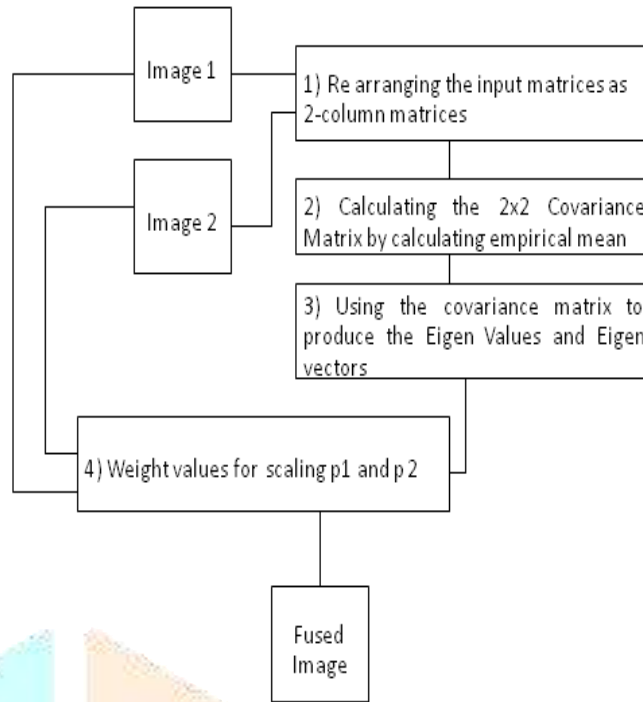 Image 1
1) Re arranging the input matrices as
2-column matrices
Image 2
2) Calculating the 2x2 Covariance
Matrix by calculating empirical mean
3) Using the covariance matrix to
produce the Eigen Values and Eigen
vectors
4) Weight values for scaling p1 and p2
Fused
Image